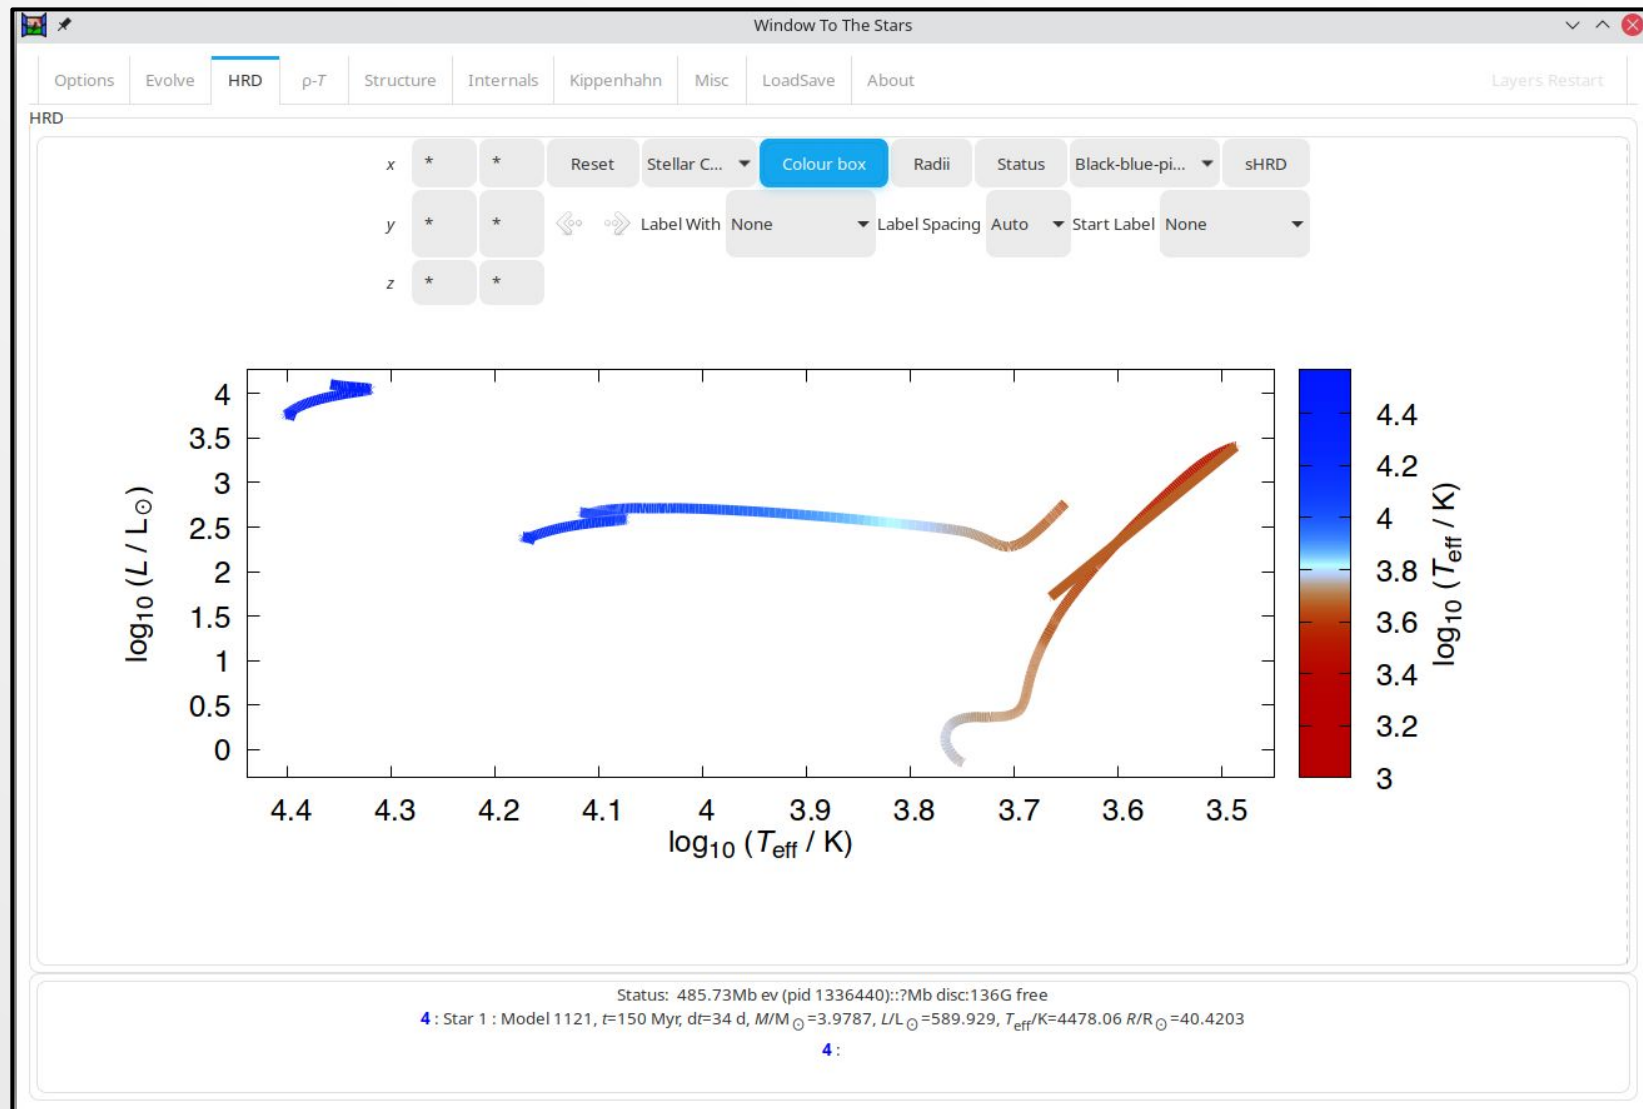 Window To The Stars
Options Evolve HRD ρ-T Structure Internals Kippenhahn Misc LoadSave About Layers Restart
HRD
x * * Reset Stellar C... Colour box Radii Status Black-blue-pi... sHRD
y * * Label With None Label Spacing Auto Start Label None
z * *
4
3.5
3
2.5
2
1.5
1
0.5
0
log₁₀ (L / L⊙)
4.4 4.3 4.2 4.1 4 3.9 3.8 3.7 3.6 3.5
log₁₀ (T_eff / K)
4.4
4.2
4
3.8
3.6
3.4
3.2
3
log₁₀ (T_eff / K)
Status: 485.73Mb ev (pid 1336440)::?Mb disc:136G free
4 : Star 1 : Model 1121, t=150 Myr, dt=34 d, M/M⊙=3.9787, L/L⊙=589.929, T_eff/K=4478.06 R/R⊙=40.4203
4 :